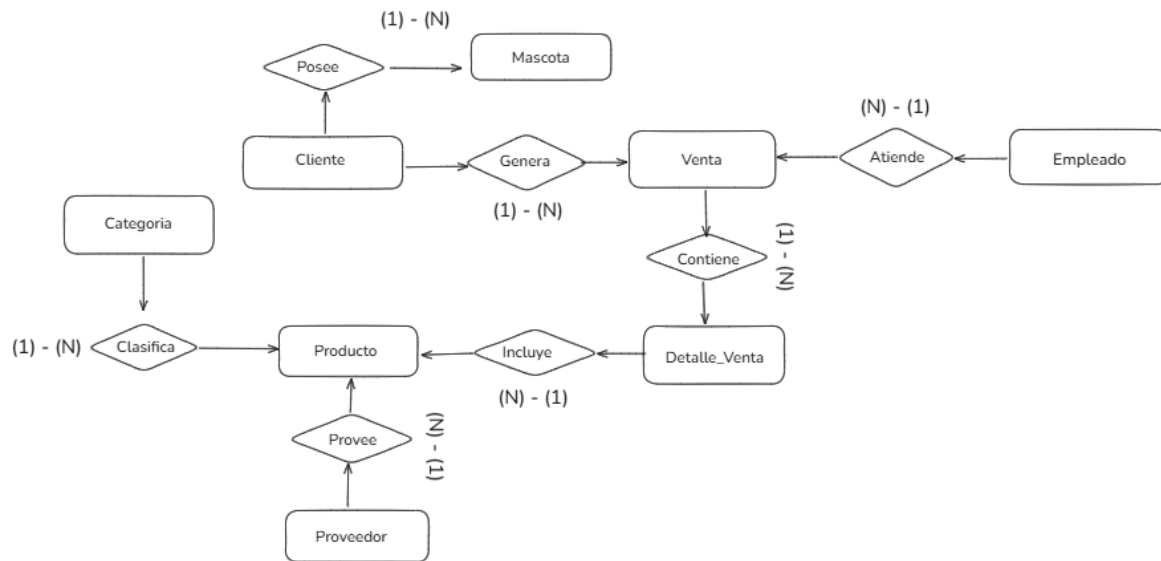 (1) - (N)
Posee
Mascota
(N) - (1)
Cliente
Genera
Venta
Atiende
Empleado
(1) - (N)
Categoria
Contiene
(1) - (N)
(1) - (N)
Clasifica
Producto
Incluye
Detalle_Venta
(N) - (1)
Provee
(N) - (1)
Proveedor